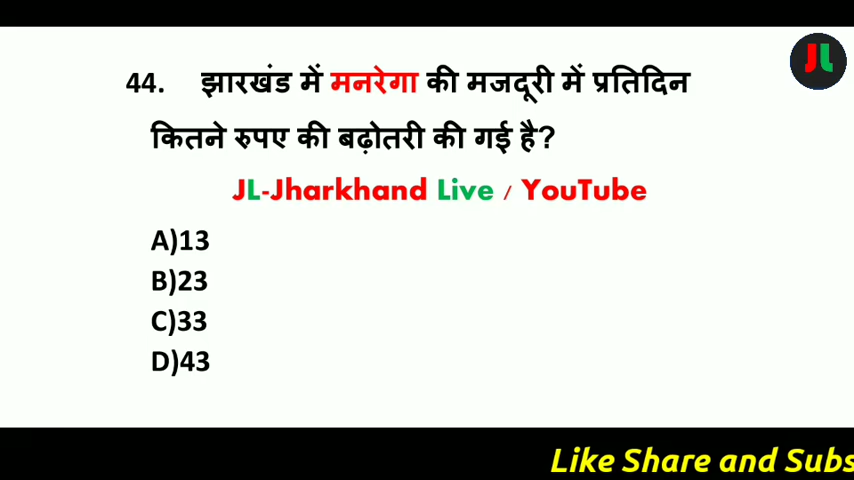 JL
44. झारखंड में मनरेगा की मजदूरी में प्रतिदिन
कितने रुपए की बढ़ोतरी की गई है?
JL-Jharkhand Live / YouTube
A)13
B)23
C)33
D)43
Like Share and Subs